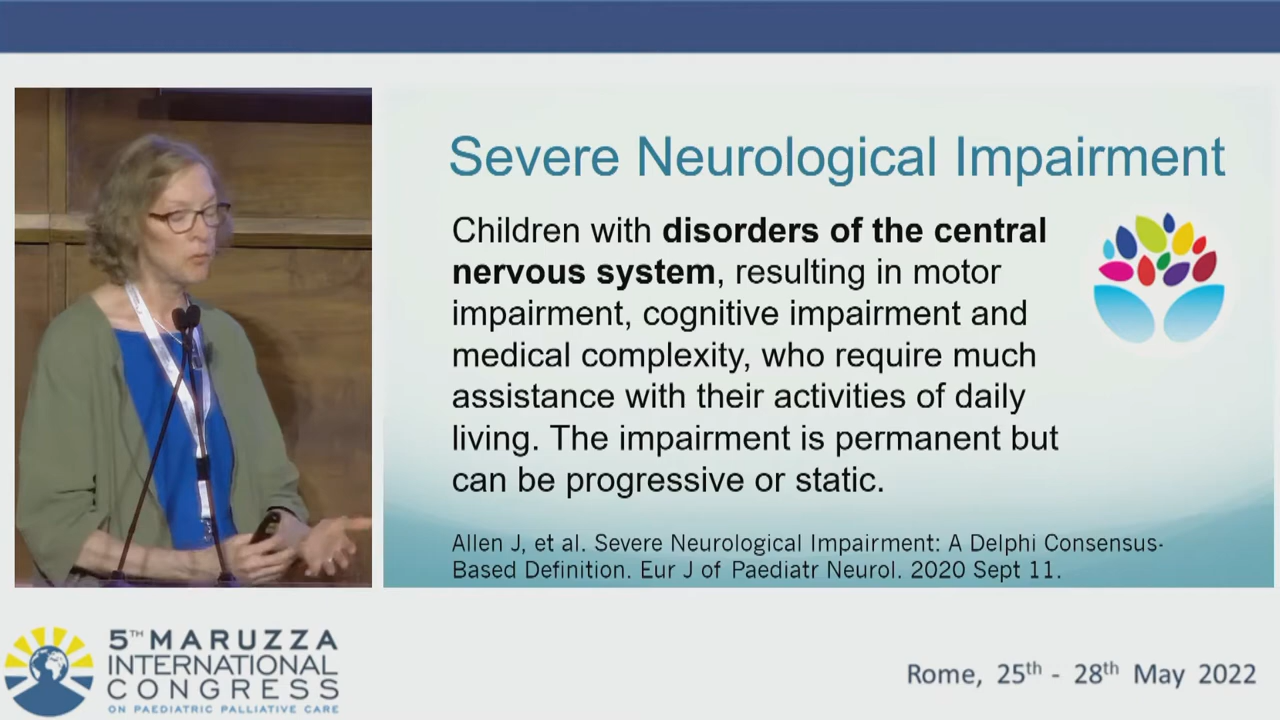 Severe Neurological Impairment
Children with disorders of the central
nervous system, resulting in motor
impairment, cognitive impairment and
medical complexity, who require much
assistance with their activities of daily
living. The impairment is permanent but
can be progressive or static.
Allen J, et al. Severe Neurological Impairment: A Delphi Consensus-
Based Definition. Eur J of Paediatr Neurol. 2020 Sept 11.
5TH MARUZZA
INTERNATIONAL
CONGRESS
ON PAEDIATRIC PALLIATIVE CARE
Rome, 25th - 28th May 2022